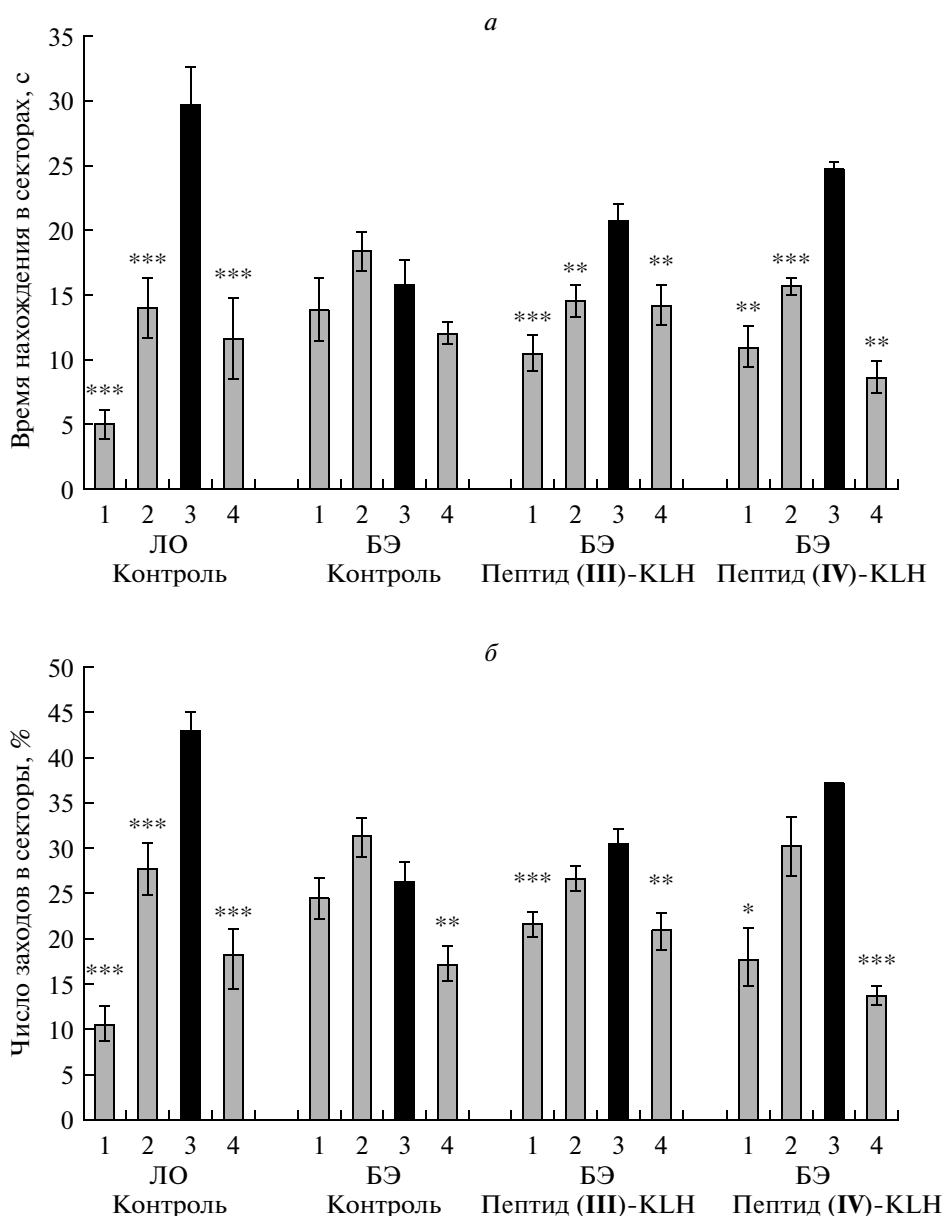 а
Время нахождения в секторах, с
35
30
25
20
15
10
5
0
*** *** *** *** ** ** ** *** **
1 2 3 4 1 2 3 4 1 2 3 4 1 2 3 4
ЛО БЭ БЭ БЭ
Контроль Контроль Пептид (III)-KLH Пептид (IV)-KLH
б
Число заходов в секторы, %
50
45
40
35
30
25
20
15
10
5
0
*** *** *** ** *** ** * ***
1 2 3 4 1 2 3 4 1 2 3 4 1 2 3 4
ЛО БЭ БЭ БЭ
Контроль Контроль Пептид (III)-KLH Пептид (IV)-KLH